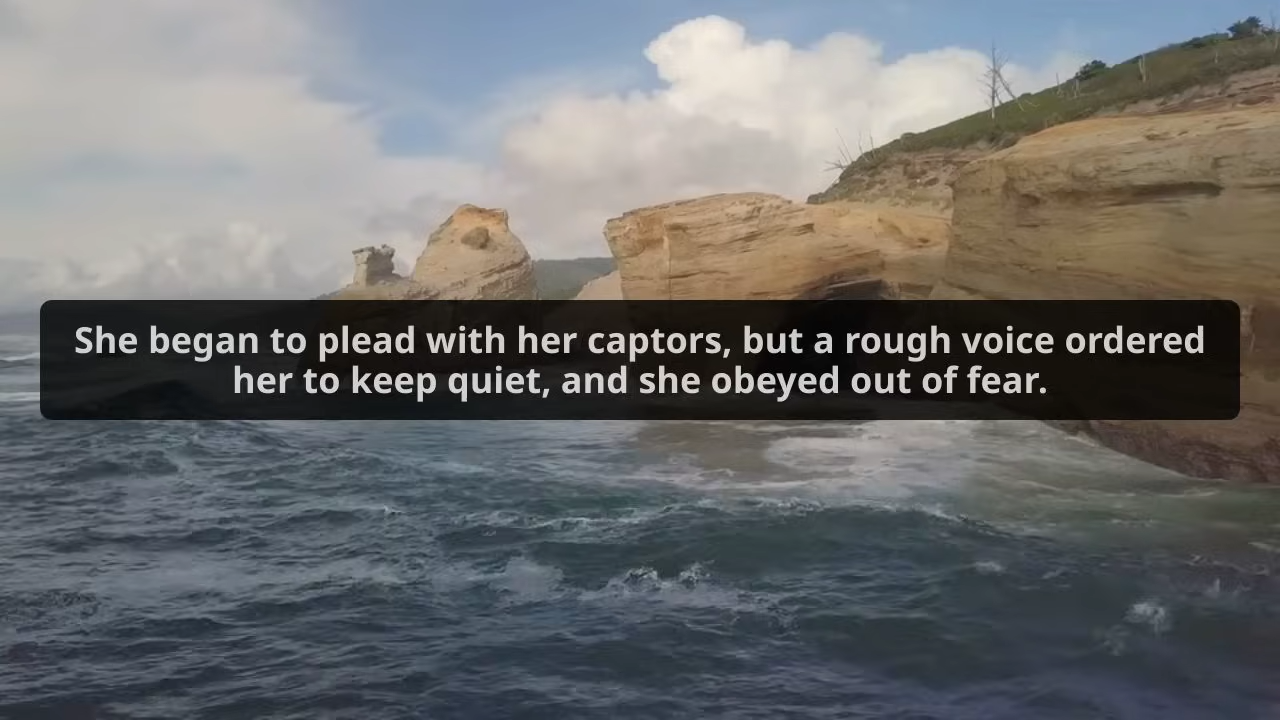 She began to plead with her captors, but a rough voice ordered
her to keep quiet, and she obeyed out of fear.